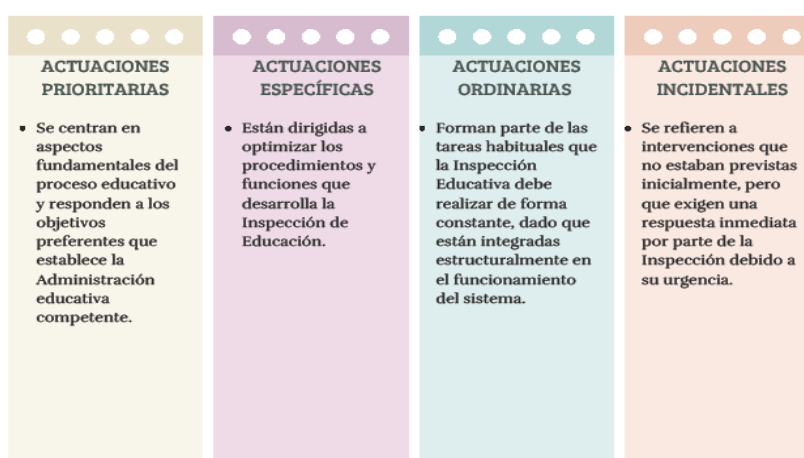 ACTUACIONES
PRIORITARIAS
• Se centran en
aspectos
fundamentales del
proceso educativo
y responden a los
objetivos
preferentes que
establece la
Administración
educativa
competente.
ACTUACIONES
ESPECÍFICAS
• Están dirigidas a
optimizar los
procedimientos y
funciones que
desarrolla la
Inspección de
Educación.
ACTUACIONES
ORDINARIAS
• Forman parte de las
tareas habituales que
la Inspección
Educativa debe
realizar de forma
constante, dado que
están integradas
estructuralmente en
el funcionamiento
del sistema.
ACTUACIONES
INCIDENTALES
• Se refieren a
intervenciones que
no estaban previstas
inicialmente, pero
que exigen una
respuesta inmediata
por parte de la
Inspección debido a
su urgencia.